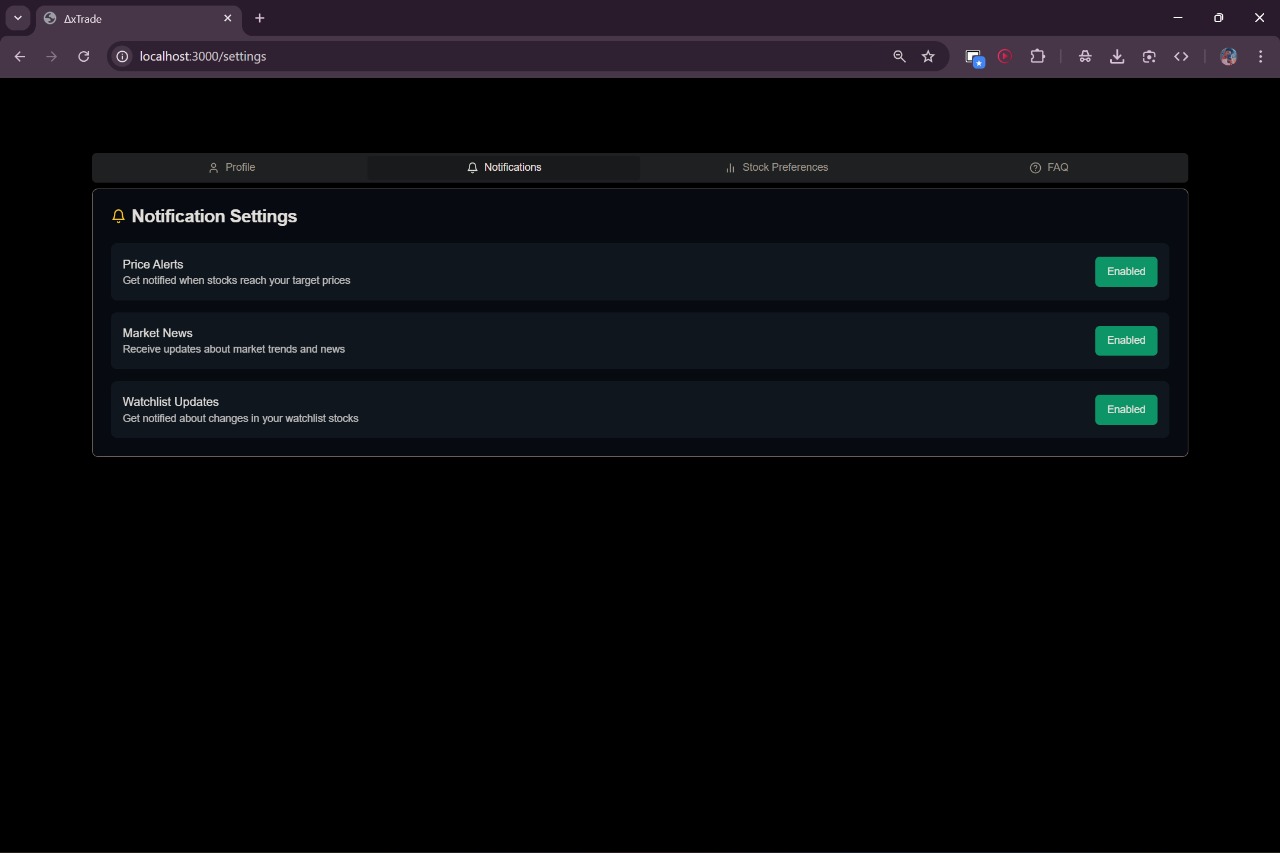 ΔxTrade
localhost:3000/settings
Profile
Notifications
Stock Preferences
FAQ
Notification Settings
Price Alerts
Get notified when stocks reach your target prices
Enabled
Market News
Receive updates about market trends and news
Enabled
Watchlist Updates
Get notified about changes in your watchlist stocks
Enabled